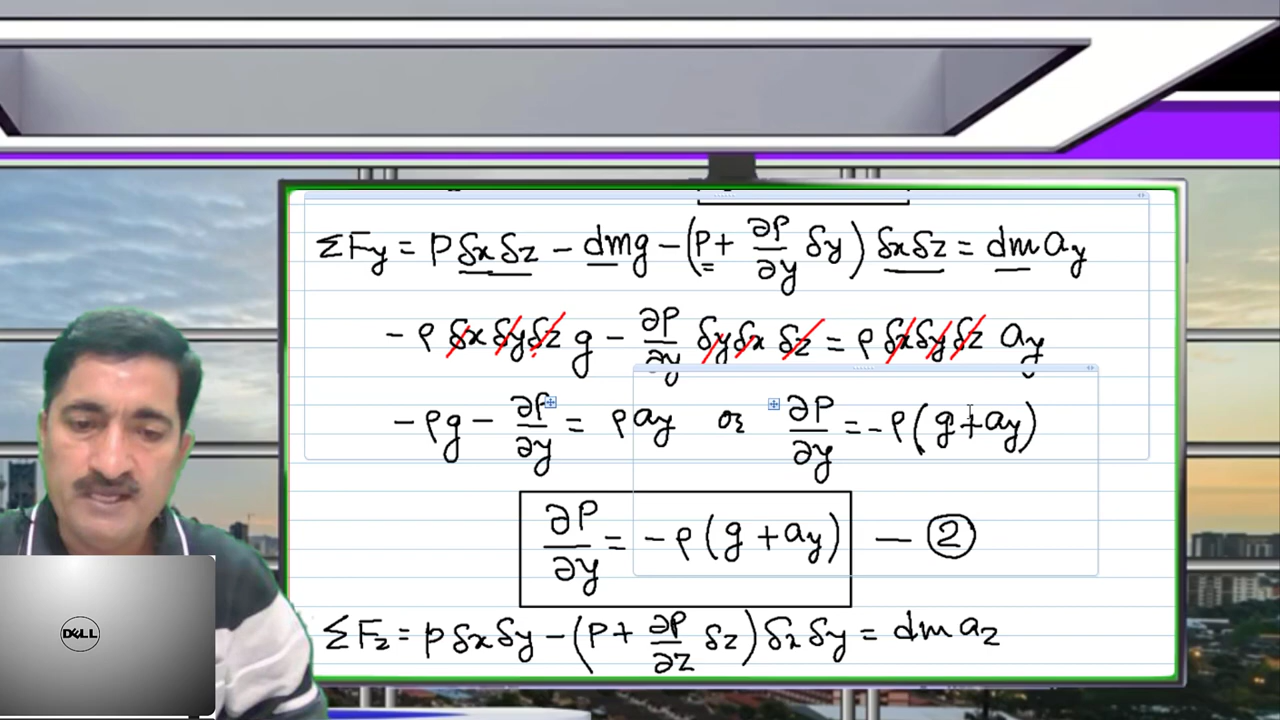 ΣFy = P δx δz − dmg − (P + ∂P/∂y δy) δx δz = dm ay
− ρ δx δy δz g − ∂P/∂y δy δx δz = ρ δx δy δz ay
− ρg − ∂P/∂y = ρ ay or ∂P/∂y = − ρ (g + ay)
∂P/∂y = − ρ (g + ay) — ②
ΣFz = P δx δy − (P + ∂P/∂z δz) δx δy = dm az
DELL